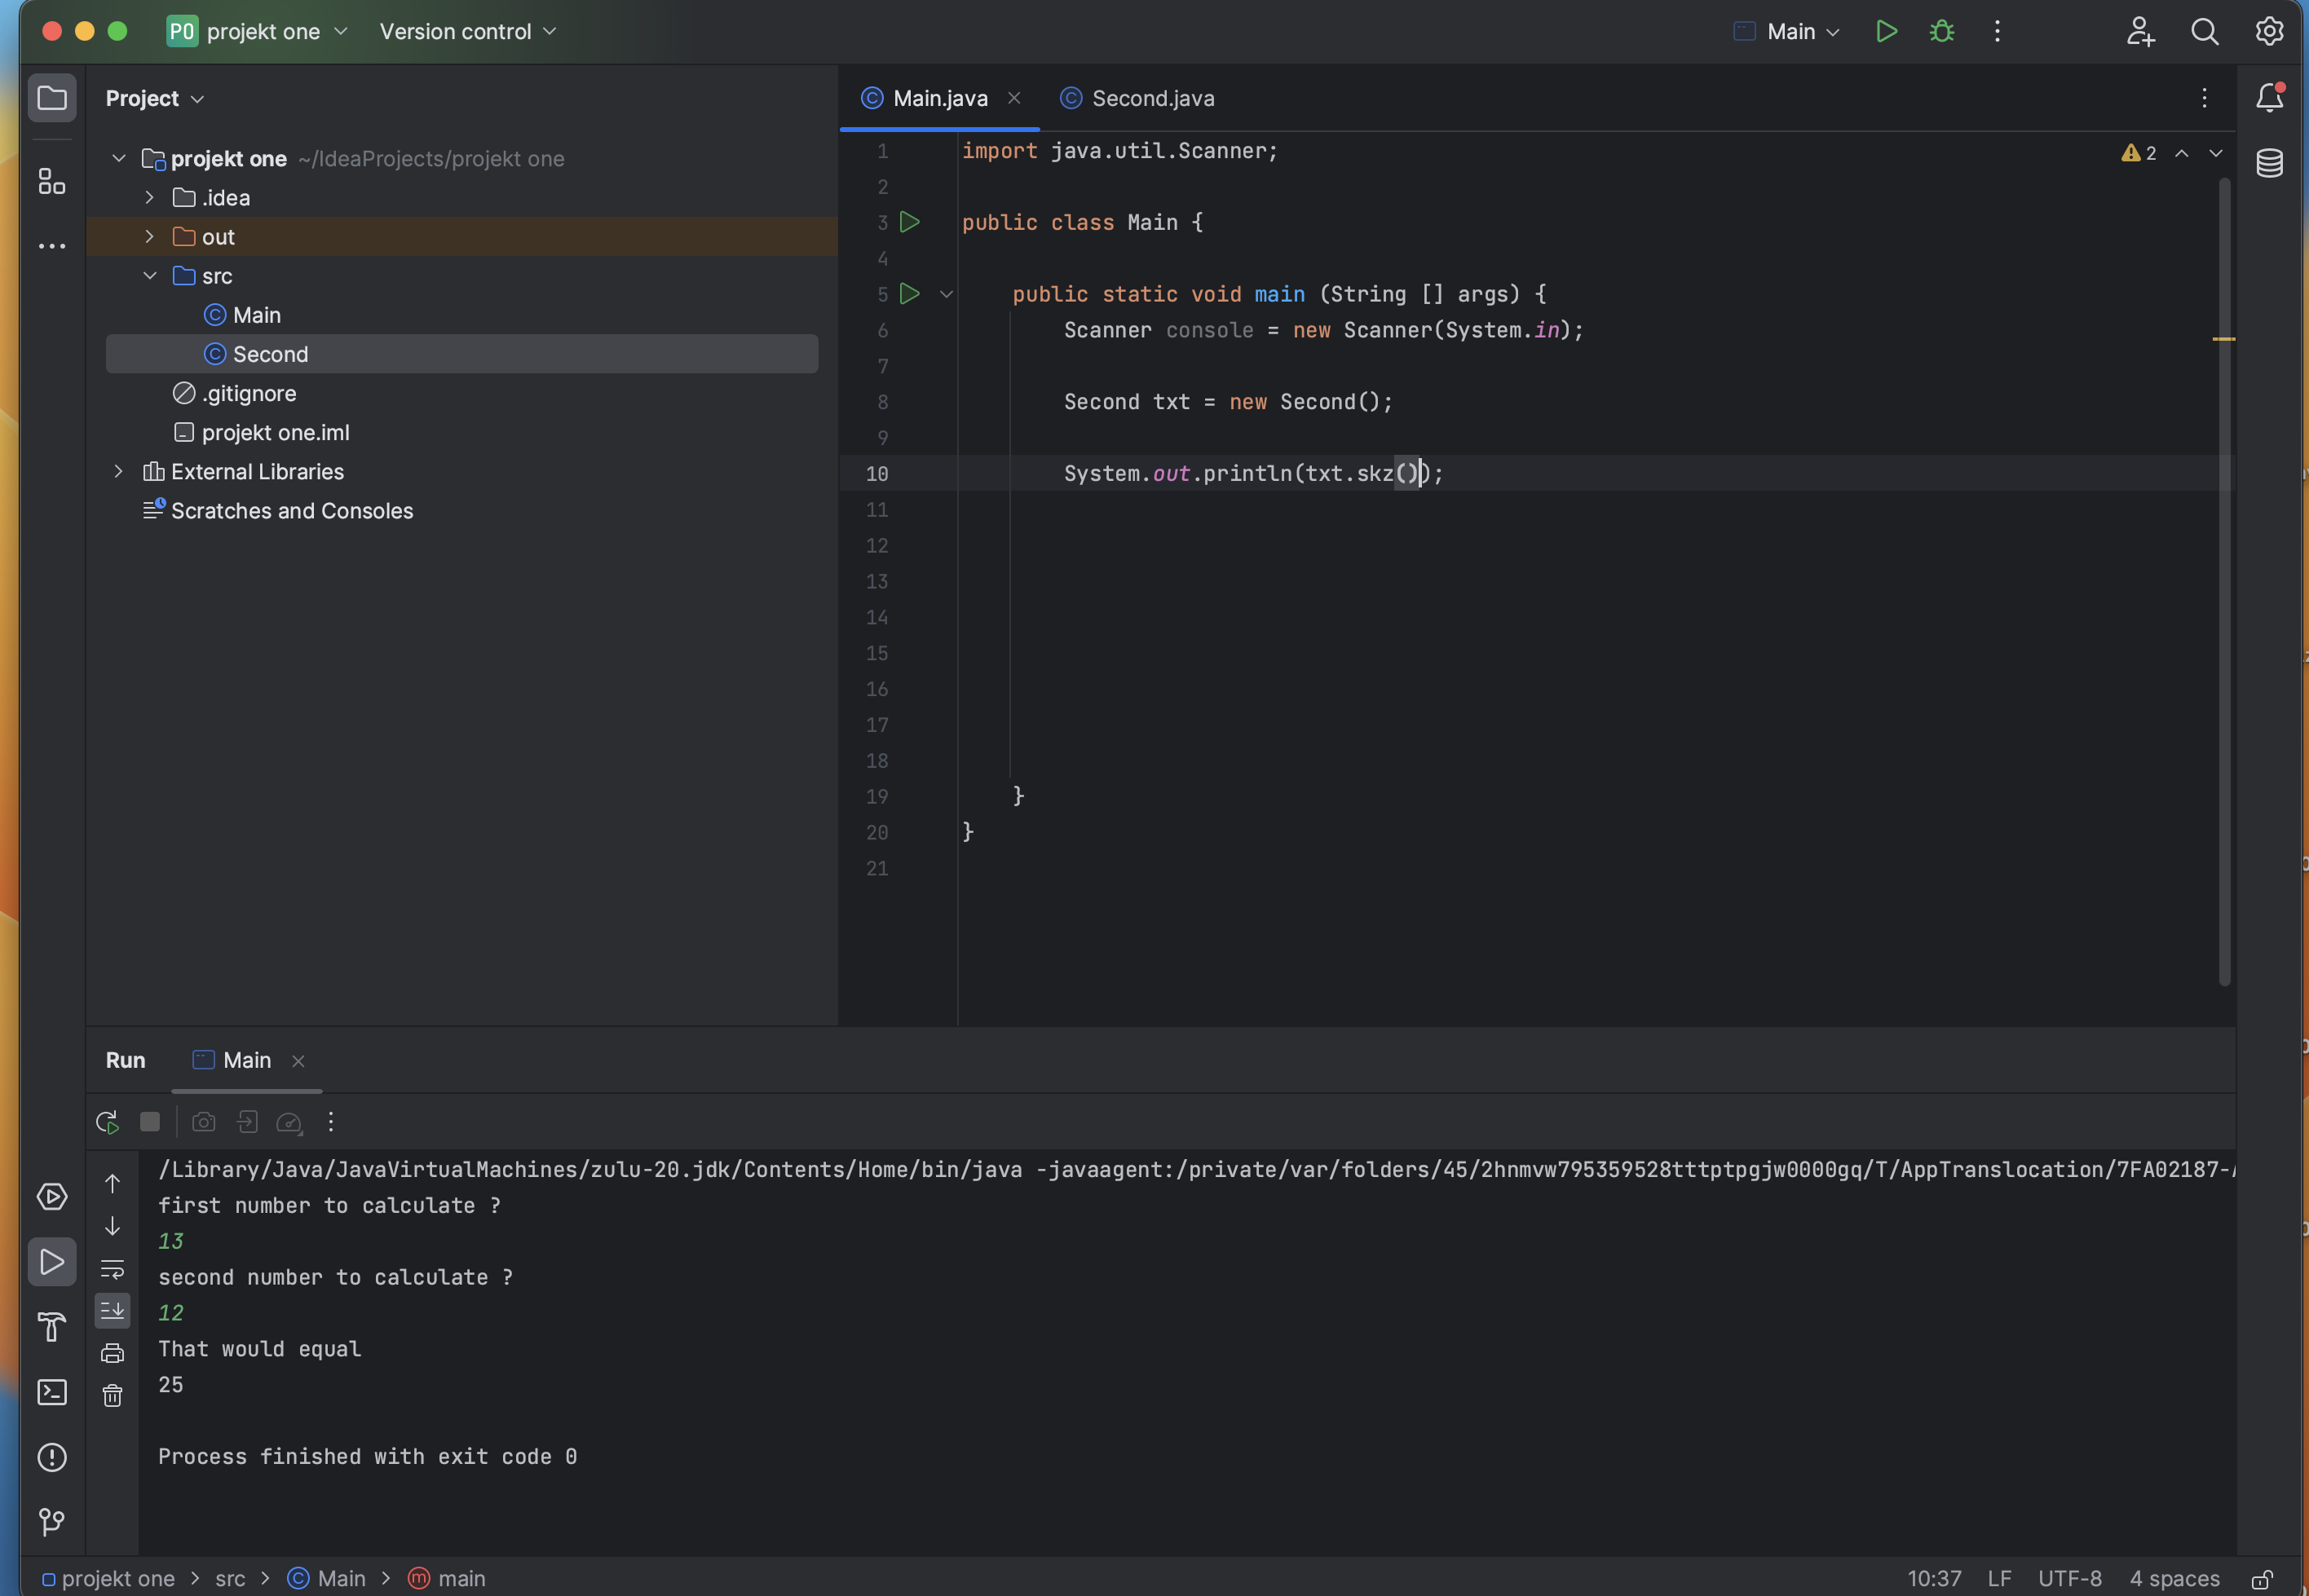 PO projekt one Version control Main
Project
Main.java Second.java
projekt one ~/IdeaProjects/projekt one
.idea
out
src
Main
Second
.gitignore
projekt one.iml
External Libraries
Scratches and Consoles
2
1 import java.util.Scanner;
2
3 public class Main {
4
5 public static void main (String [] args) {
6 Scanner console = new Scanner(System.in);
7
8 Second txt = new Second();
9
10 System.out.println(txt.skz());
11
12
13
14
15
16
17
18
19 }
20 }
21
Run Main
/Library/Java/JavaVirtualMachines/zulu-20.jdk/Contents/Home/bin/java -javaagent:/private/var/folders/45/2hnmvw795359528tttptpgjw0000gq/T/AppTranslocation/7FA02187-
first number to calculate ?
13
second number to calculate ?
12
That would equal
25
Process finished with exit code 0
projekt one > src > Main > main 10:37 LF UTF-8 4 spaces